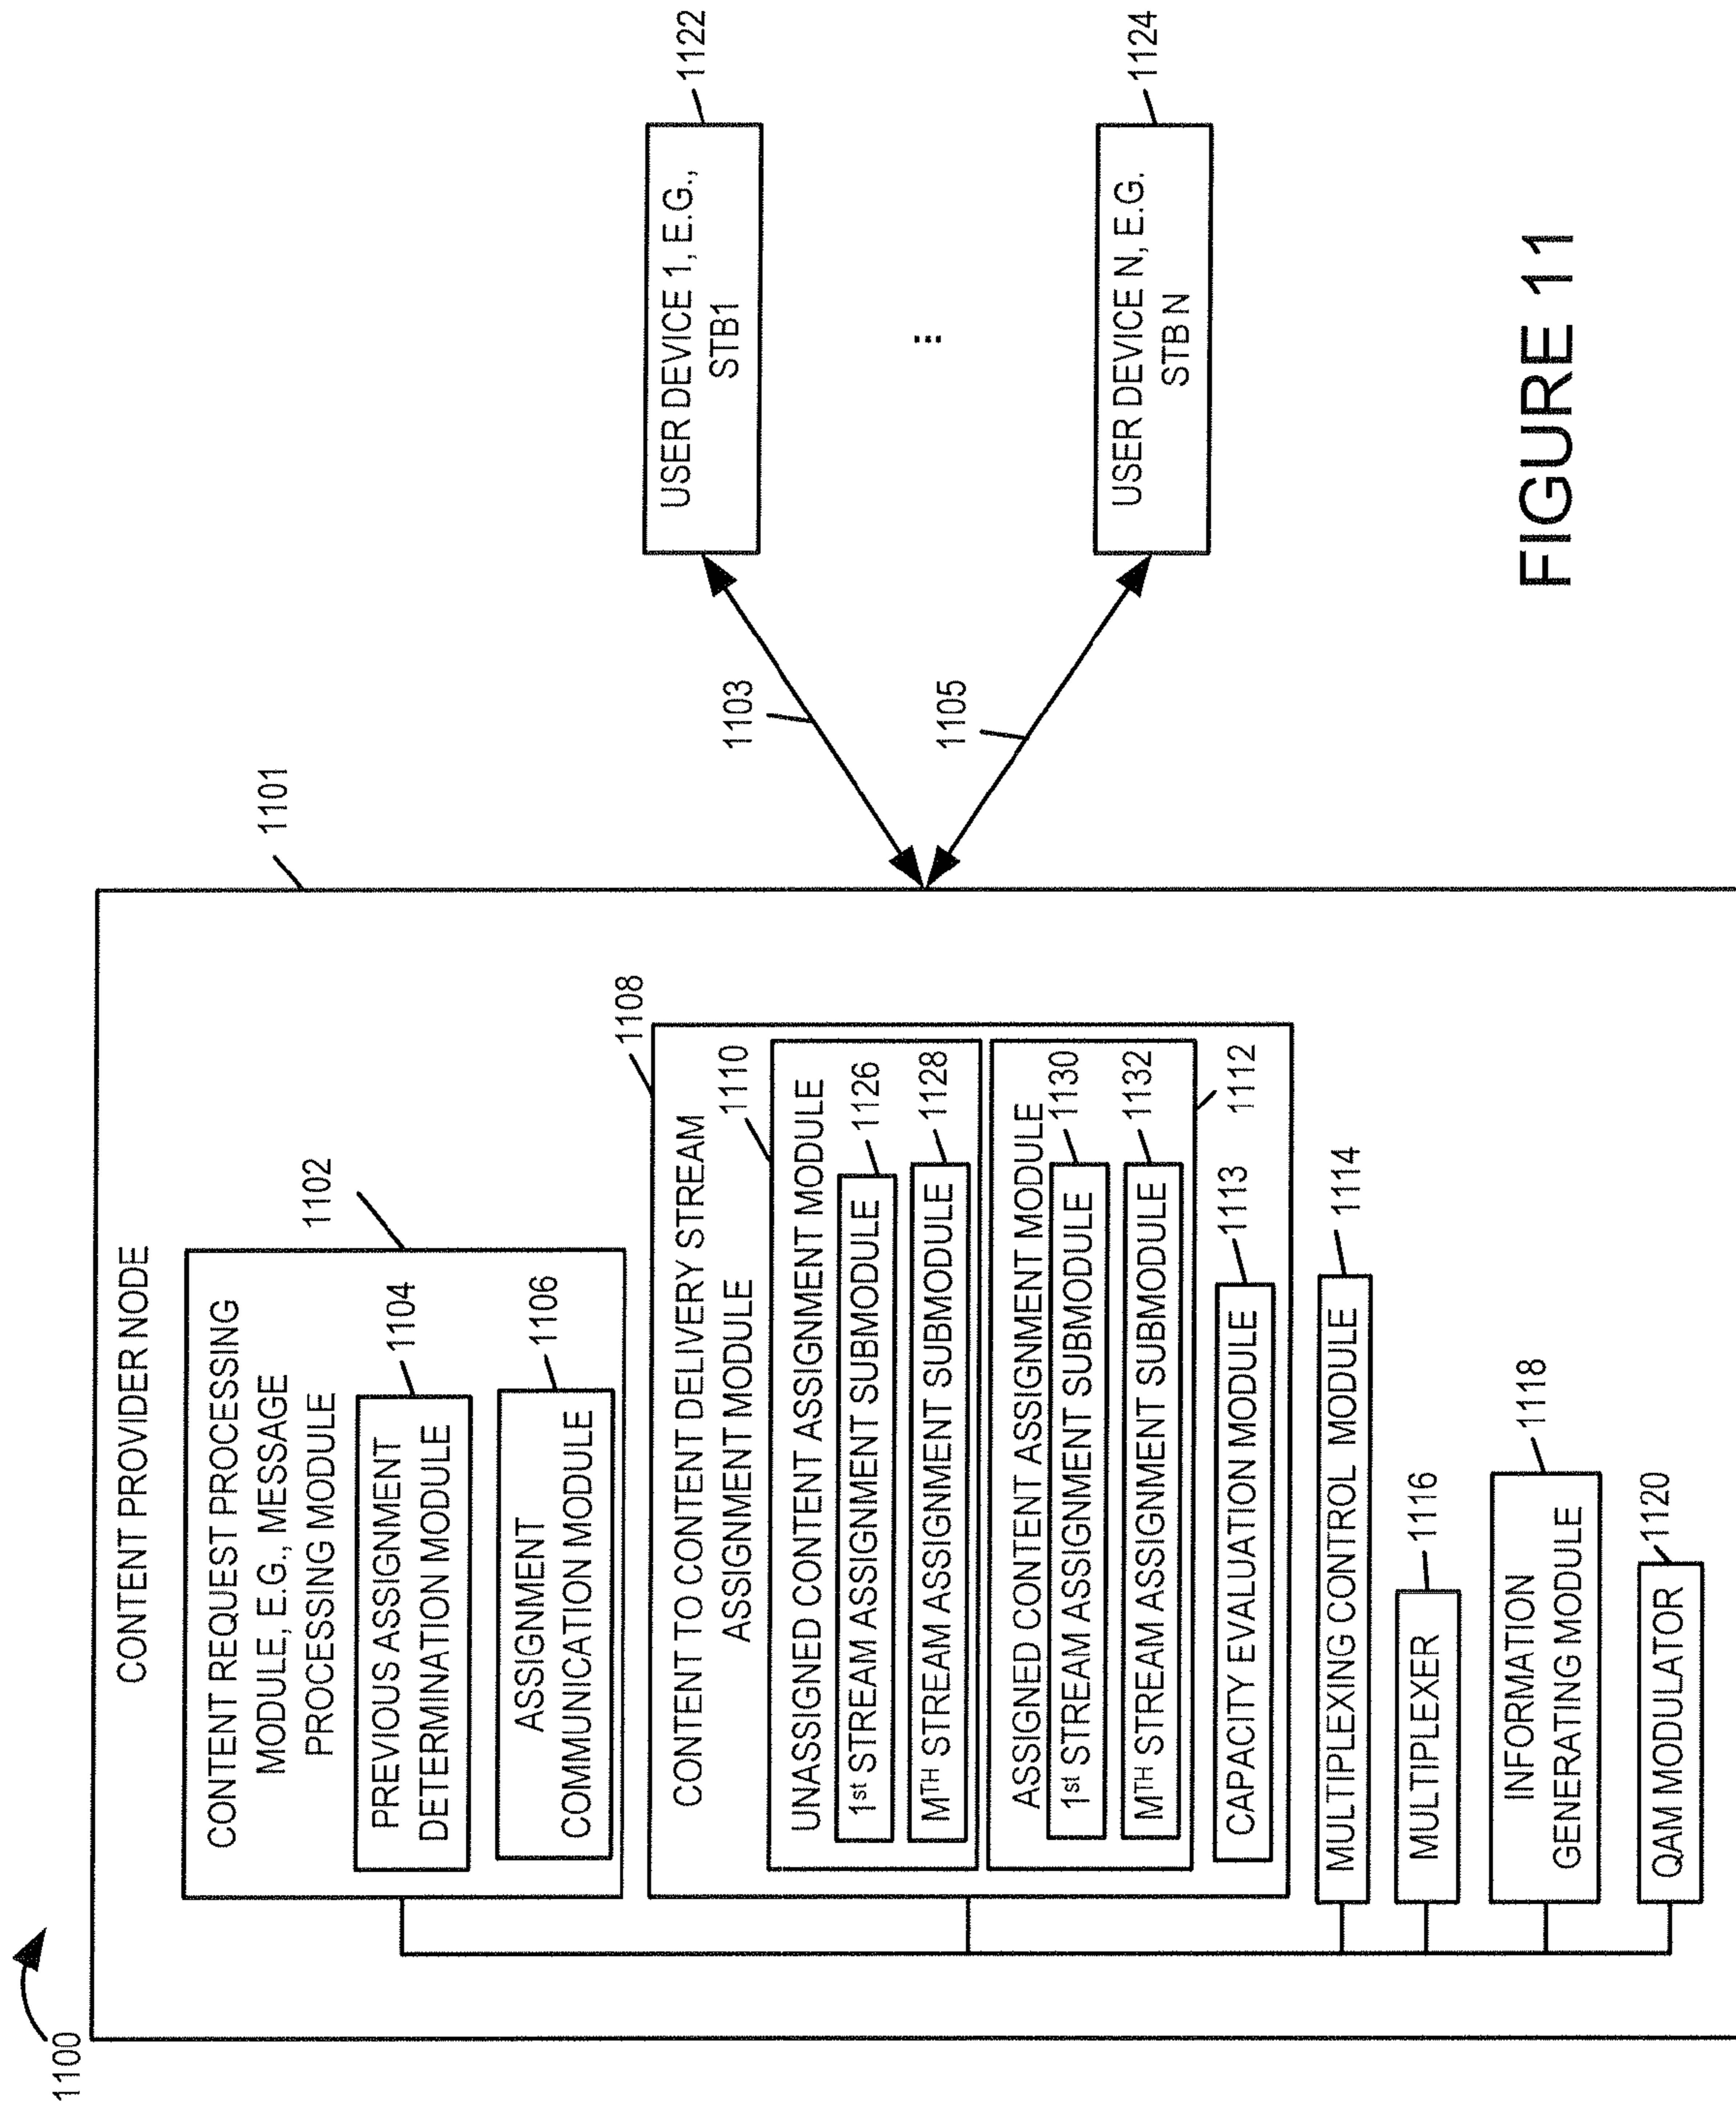 1100
CONTENT PROVIDER NODE
1101
CONTENT REQUEST PROCESSING
MODULE, E.G., MESSAGE
PROCESSING MODULE
1102
PREVIOUS ASSIGNMENT
DETERMINATION MODULE
1104
ASSIGNMENT
COMMUNICATION MODULE
1106
CONTENT TO CONTENT DELIVERY STREAM
ASSIGNMENT MODULE
1108
1110
UNASSIGNED CONTENT ASSIGNMENT MODULE
1st STREAM ASSIGNMENT SUBMODULE
1126
MTH STREAM ASSIGNMENT SUBMODULE
1128
ASSIGNED CONTENT ASSIGNMENT MODULE
1st STREAM ASSIGNMENT SUBMODULE
1130
MTH STREAM ASSIGNMENT SUBMODULE
1132
1112
CAPACITY EVALUATION MODULE
1113
MULTIPLEXING CONTROL MODULE
1114
MULTIPLEXER
1116
INFORMATION
GENERATING MODULE
1118
QAM MODULATOR
1120
1103
1105
USER DEVICE 1, E.G.,
STB1
1122
...
USER DEVICE N, E.G.
STB N
1124
FIGURE 11